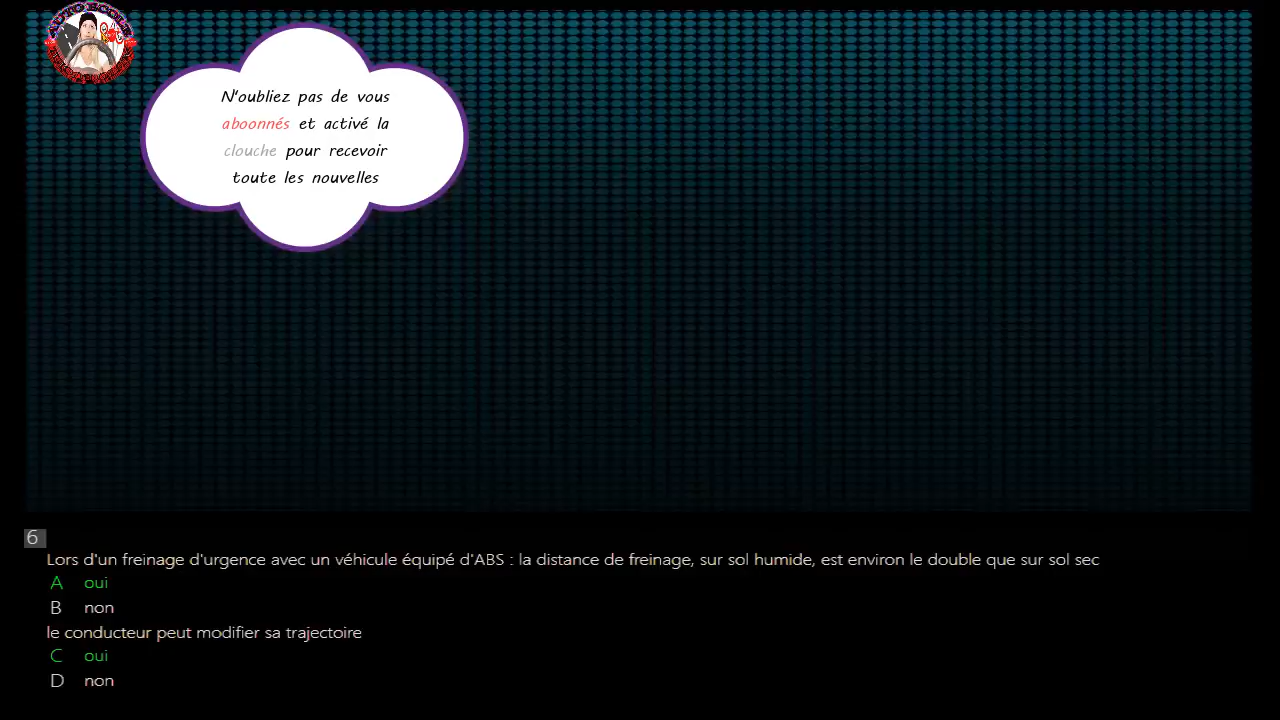 N'oubliez pas de vous
aboonnés et activé la
clouche pour recevoir
toute les nouvelles
6
Lors d'un freinage d'urgence avec un véhicule équipé d'ABS : la distance de freinage, sur sol humide, est environ le double que sur sol sec
A oui
B non
le conducteur peut modifier sa trajectoire
C oui
D non